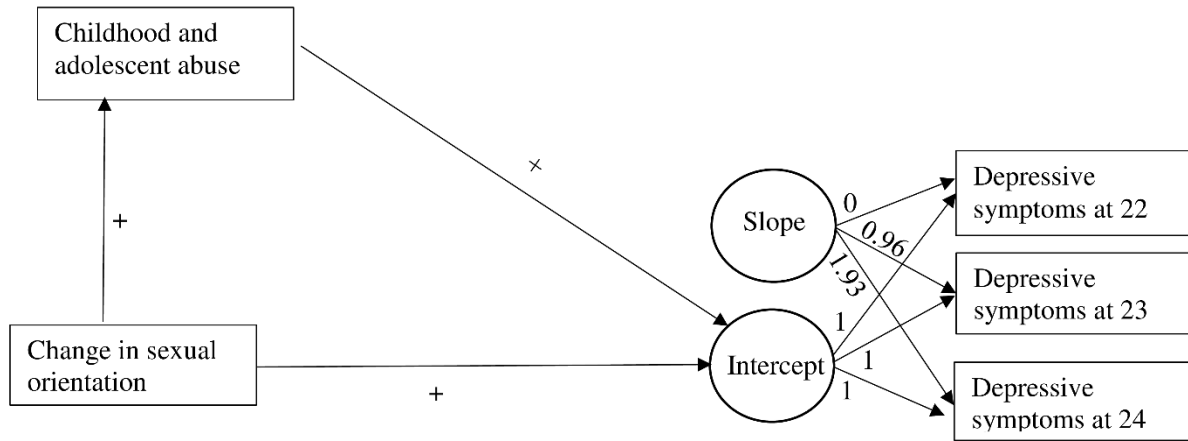 Childhood and
adolescent abuse
+
+
Change in sexual
orientation
+
Slope
Intercept
0
0.96
1.93
1
1
1
Depressive
symptoms at 22
Depressive
symptoms at 23
Depressive
symptoms at 24